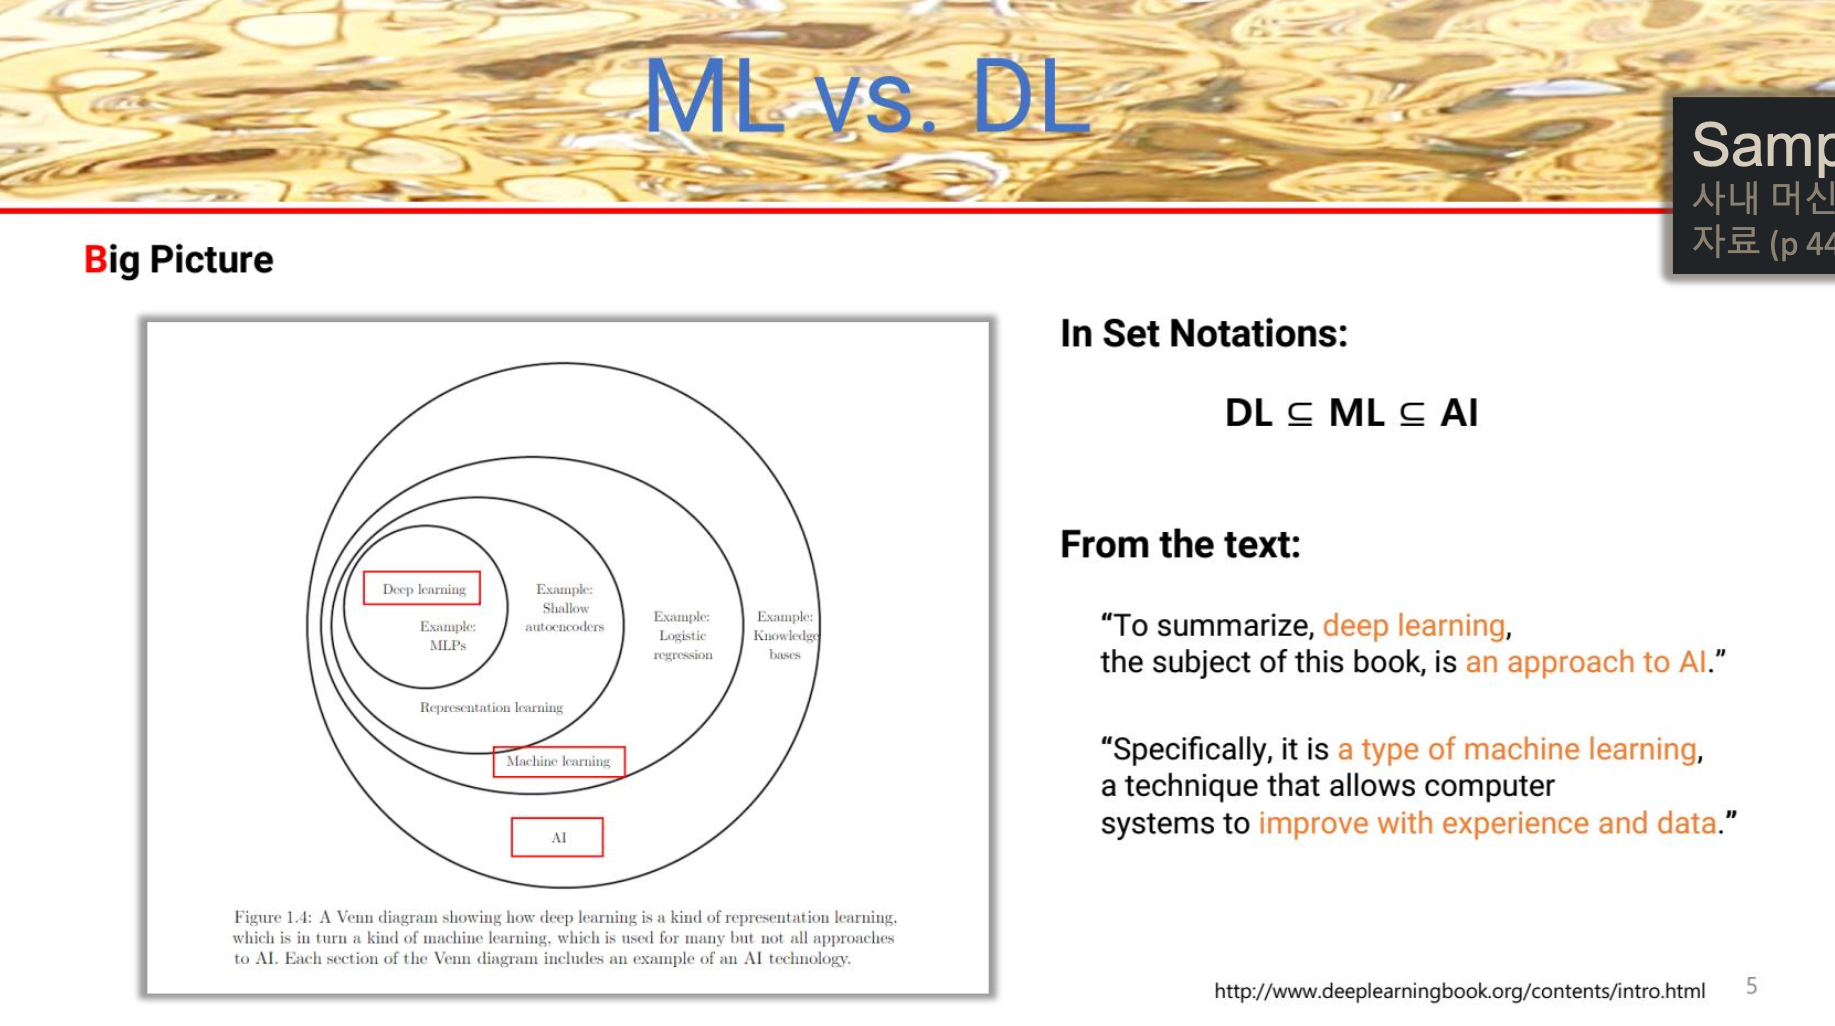 ML vs. DL
Samp
사내 머신
자료 (p 44
Big Picture
Deep learning
Example:
MLPs
Example:
Shallow
autoencoders
Example:
Logistic
regression
Example:
Knowledge
bases
Representation learning
Machine learning
AI
Figure 1.4: A Venn diagram showing how deep learning is a kind of representation learning,
which is in turn a kind of machine learning, which is used for many but not all approaches
to AI. Each section of the Venn diagram includes an example of an AI technology.
In Set Notations:
DL ⊆ ML ⊆ AI
From the text:
“To summarize, deep learning,
the subject of this book, is an approach to AI.”
“Specifically, it is a type of machine learning,
a technique that allows computer
systems to improve with experience and data.”
http://www.deeplearningbook.org/contents/intro.html
5